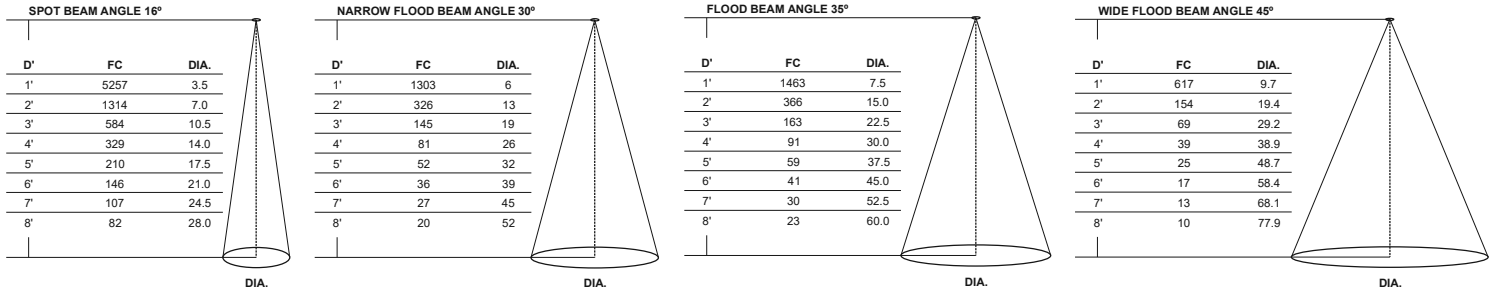 SPOT BEAM ANGLE 16º
D' FC DIA.
1' 5257 3.5
2' 1314 7.0
3' 584 10.5
4' 329 14.0
5' 210 17.5
6' 146 21.0
7' 107 24.5
8' 82 28.0
DIA.
NARROW FLOOD BEAM ANGLE 30º
D' FC DIA.
1' 1303 6
2' 326 13
3' 145 19
4' 81 26
5' 52 32
6' 36 39
7' 27 45
8' 20 52
DIA.
FLOOD BEAM ANGLE 35º
D' FC DIA.
1' 1463 7.5
2' 366 15.0
3' 163 22.5
4' 91 30.0
5' 59 37.5
6' 41 45.0
7' 30 52.5
8' 23 60.0
DIA.
WIDE FLOOD BEAM ANGLE 45º
D' FC DIA.
1' 617 9.7
2' 154 19.4
3' 69 29.2
4' 39 38.9
5' 25 48.7
6' 17 58.4
7' 13 68.1
8' 10 77.9
DIA.